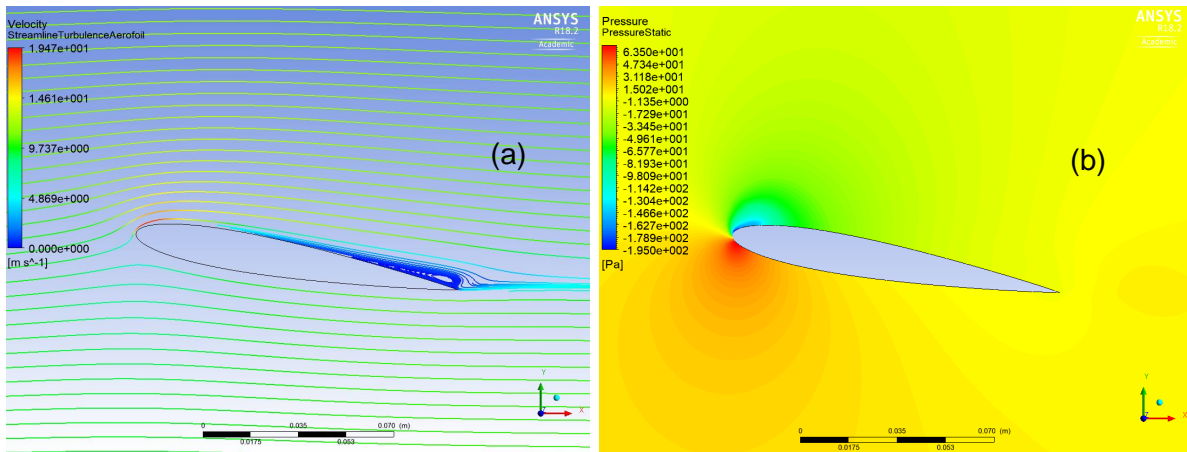 Velocity
StreamlineTurbulenceAerofoil
1.947e+001
1.461e+001
9.737e+000
4.869e+000
0.000e+000
[m s^-1]
ANSYS
R18.2
Academic
(a)
Y
X
Z
0 0.035 0.070 (m)
0.0175 0.053
Pressure
PressureStatic
6.350e+001
4.734e+001
3.118e+001
1.502e+001
-1.135e+000
-1.729e+001
-3.345e+001
-4.961e+001
-6.577e+001
-8.193e+001
-9.809e+001
-1.142e+002
-1.304e+002
-1.466e+002
-1.627e+002
-1.789e+002
-1.950e+002
[Pa]
ANSYS
R18.2
Academic
(b)
Y
X
Z
0 0.035 0.070 (m)
0.0175 0.053